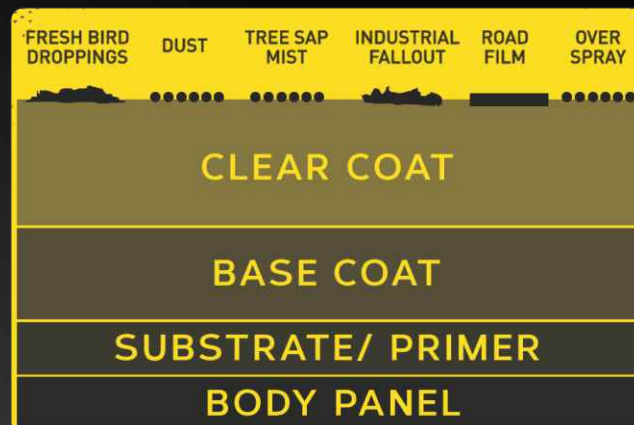 FRESH BIRD DROPPINGS
DUST
TREE SAP MIST
INDUSTRIAL FALLOUT
ROAD FILM
OVER SPRAY
CLEAR COAT
BASE COAT
SUBSTRATE/ PRIMER
BODY PANEL